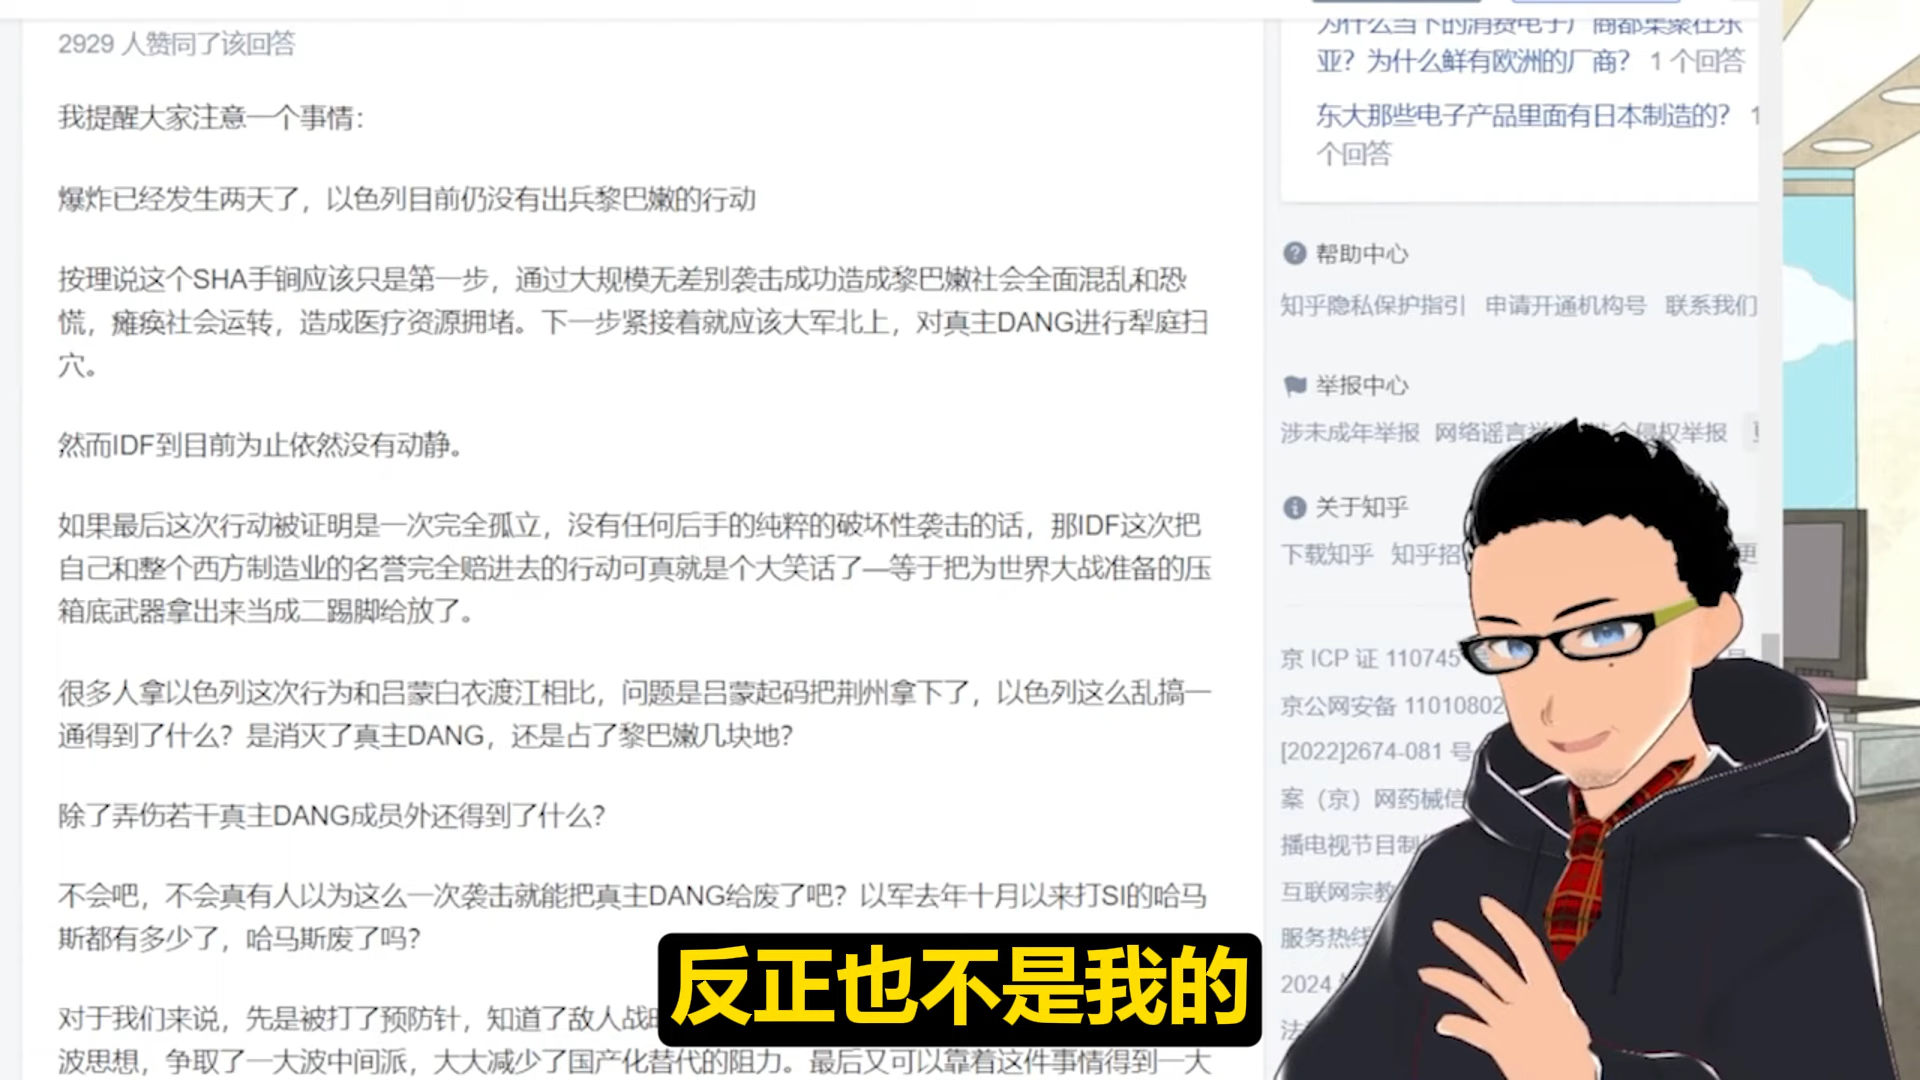 2929 人赞同了该回答
我提醒大家注意一个事情：
爆炸已经发生两天了，以色列目前仍没有出兵黎巴嫩的行动
按理说这个SHA手锏应该只是第一步，通过大规模无差别袭击成功造成黎巴嫩社会全面混乱和恐
慌，瘫痪社会运转，造成医疗资源拥堵。下一步紧接着就应该大军北上，对真主DANG进行犁庭扫
穴。
然而IDF到目前为止依然没有动静。
如果最后这次行动被证明是一次完全孤立，没有任何后手的纯粹的破坏性袭击的话，那IDF这次把
自己和整个西方制造业的名誉完全赔进去的行动可真就是个大笑话了—等于把为世界大战准备的压
箱底武器拿出来当成二踢脚给放了。
很多人拿以色列这次行为和吕蒙白衣渡江相比，问题是吕蒙起码把荆州拿下了，以色列这么乱搞一
通得到了什么？是消灭了真主DANG，还是占了黎巴嫩几块地？
除了弄伤若干真主DANG成员外还得到了什么？
不会吧，不会真有人以为这么一次袭击就能把真主DANG给废了吧？以军去年十月以来打SI的哈马
斯都有多少了，哈马斯废了吗？
对于我们来说，先是被打了预防针，知道了敌人战
波思想，争取了一大波中间派，大大减少了国产化替代的阻力。最后又可以靠着这件事情得到一大
反正也不是我的
为什么当下的消费电子厂商都集聚在东
亚？为什么鲜有欧洲的厂商？ 1 个回答
东大那些电子产品里面有日本制造的？ 1
个回答
帮助中心
知乎隐私保护指引 申请开通机构号 联系我们
举报中心
涉未成年举报 网络谣言举 侵权举报
关于知乎
下载知乎 知乎招
京 ICP 证 110745 号
京公网安备 11010802
[2022]2674-081 号
案（京）网药械信
播电视节目制
互联网宗教
服务热线
2024